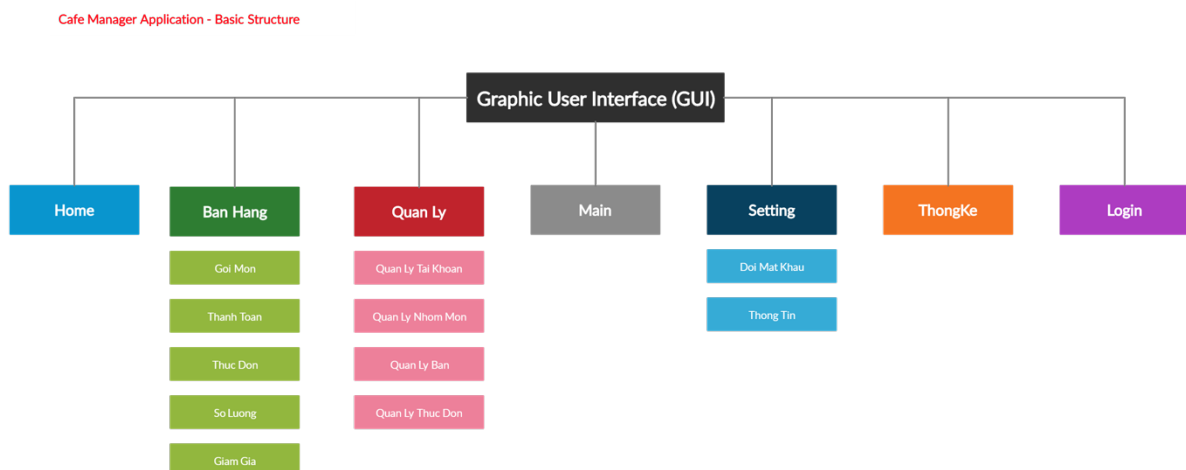 Cafe Manager Application - Basic Structure
Graphic User Interface (GUI)
Home
Ban Hang
Quan Ly
Main
Setting
ThongKe
Login
Goi Mon
Quan Ly Tai Khoan
Doi Mat Khau
Thanh Toan
Quan Ly Nhom Mon
Thong Tin
Thuc Don
Quan Ly Ban
So Luong
Quan Ly Thuc Don
Giam Gia